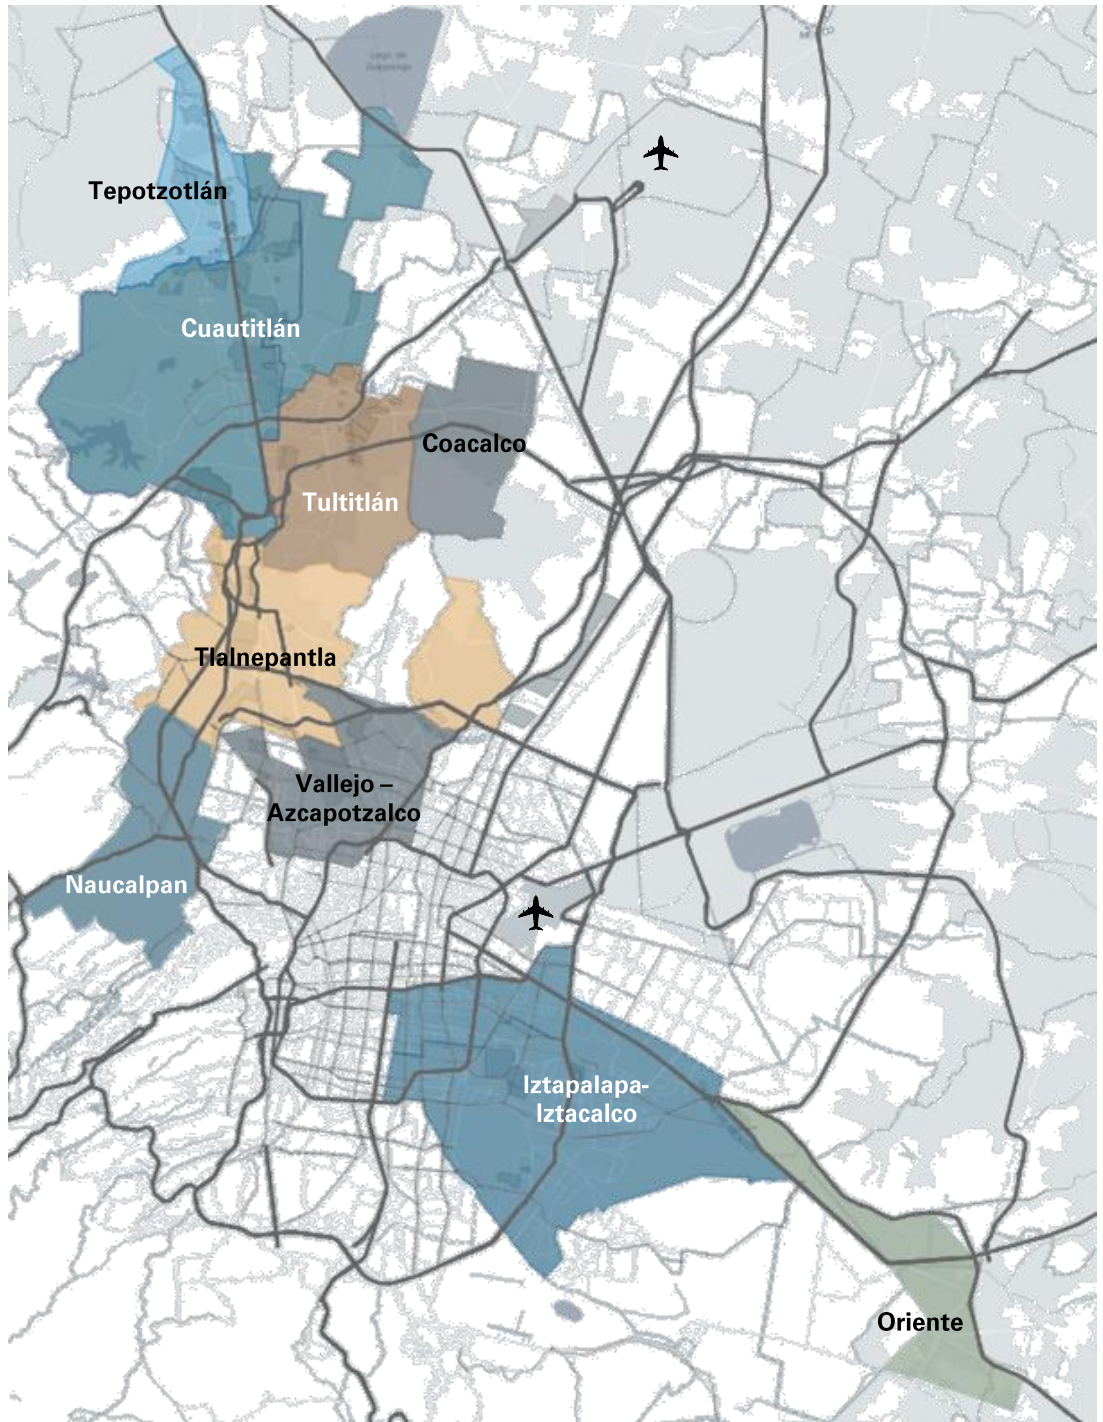 Tepotzotlán
Cuautitlán
Coacalco
Tultitlán
Tlalnepantla
Vallejo –
Azcapotzalco
Naucalpan
Iztapalapa-
Iztacalco
Oriente